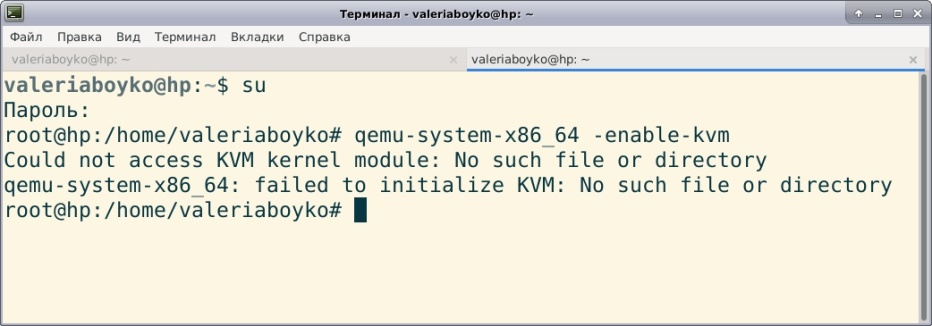 Терминал - valeriaboyko@hp: ~
Файл Правка Вид Терминал Вкладки Справка
valeriaboyko@hp: ~ valeriaboyko@hp: ~
valeriaboyko@hp:~$ su
Пароль:
root@hp:/home/valeriaboyko# qemu-system-x86_64 -enable-kvm
Could not access KVM kernel module: No such file or directory
qemu-system-x86_64: failed to initialize KVM: No such file or directory
root@hp:/home/valeriaboyko#